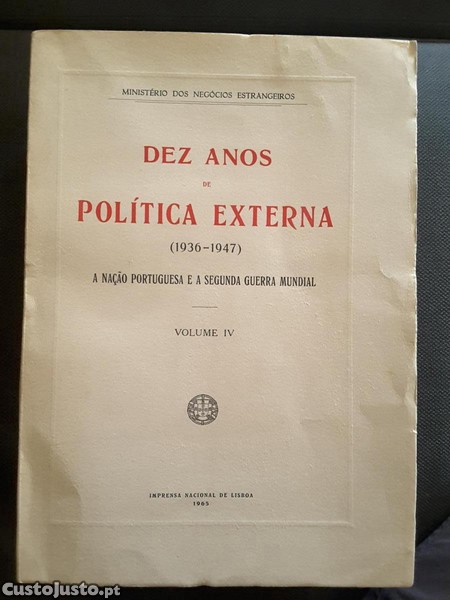 MINISTÉRIO DOS NEGÓCIOS ESTRANGEIROS
DEZ ANOS
DE
POLÍTICA EXTERNA
(1936-1947)
A NAÇÃO PORTUGUESA E A SEGUNDA GUERRA MUNDIAL
VOLUME IV
IMPRENSA NACIONAL DE LISBOA
1965
CustoJusto.pt